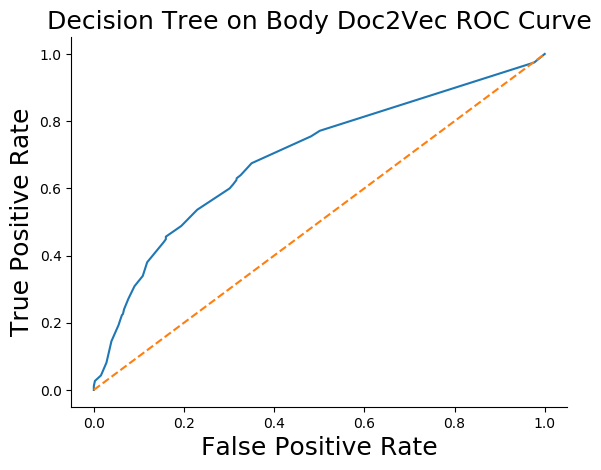 Decision Tree on Body Doc2Vec ROC Curve
True Positive Rate
1.0
0.8
0.6
0.4
0.2
0.0
0.0 0.2 0.4 0.6 0.8 1.0
False Positive Rate